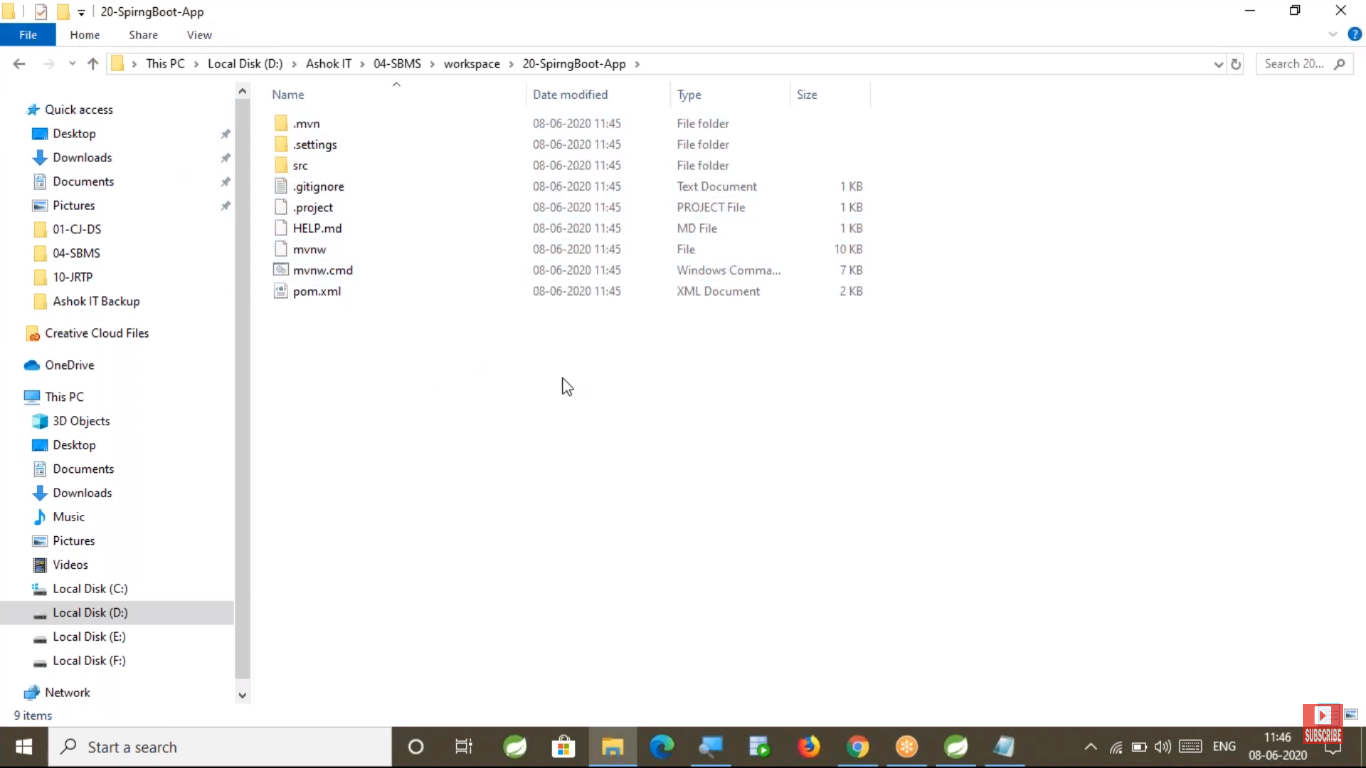 20-SpirngBoot-App
File Home Share View
This PC Local Disk (D:) Ashok IT 04-SBMS workspace 20-SpirngBoot-App Search 20...
Quick access
Desktop
Downloads
Documents
Pictures
01-CJ-DS
04-SBMS
10-JRTP
Ashok IT Backup
Creative Cloud Files
OneDrive
This PC
3D Objects
Desktop
Documents
Downloads
Music
Pictures
Videos
Local Disk (C:)
Local Disk (D:)
Local Disk (E:)
Local Disk (F:)
Network
Name Date modified Type Size
.mvn 08-06-2020 11:45 File folder
.settings 08-06-2020 11:45 File folder
src 08-06-2020 11:45 File folder
.gitignore 08-06-2020 11:45 Text Document 1 KB
.project 08-06-2020 11:45 PROJECT File 1 KB
HELP.md 08-06-2020 11:45 MD File 1 KB
mvnw 08-06-2020 11:45 File 10 KB
mvnw.cmd 08-06-2020 11:45 Windows Comma... 7 KB
pom.xml 08-06-2020 11:45 XML Document 2 KB
9 items
SUBSCRIBE
Start a search
ENG
11:46
08-06-2020